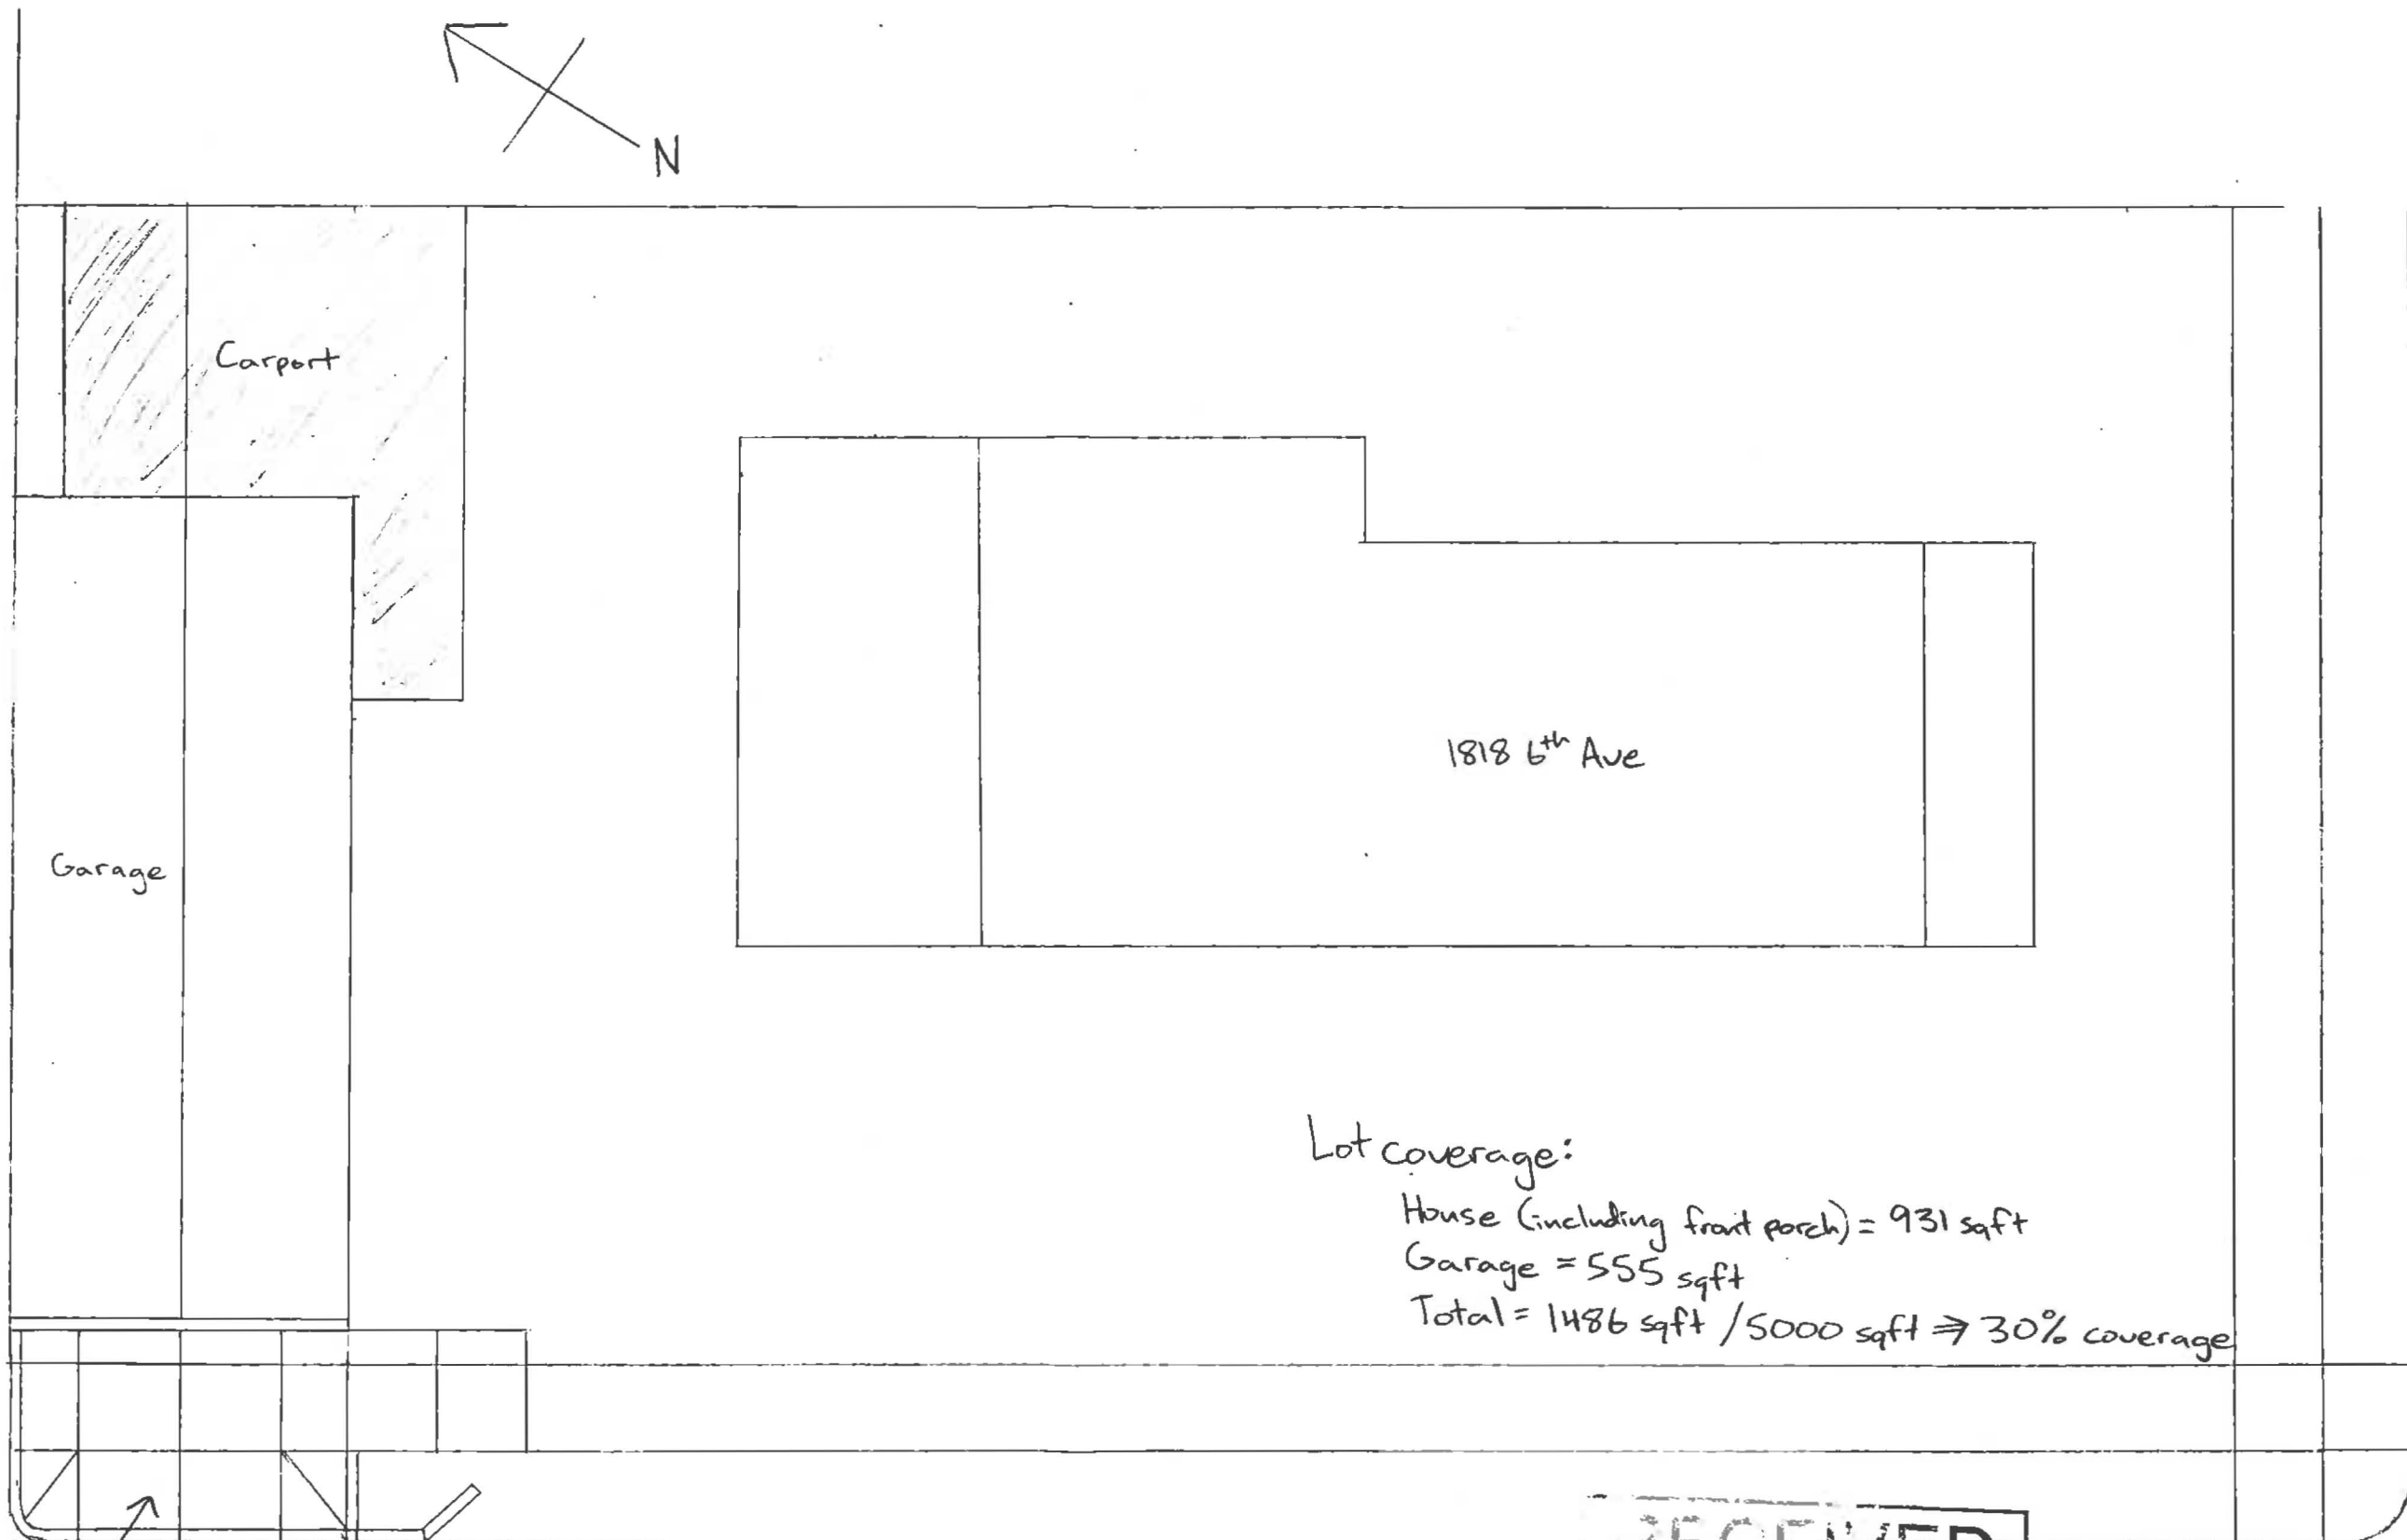 N
Carport
1818 6th Ave
Garage
Lot coverage:
House (including front porch) = 931 sqft
Garage = 555 sqft
Total = 1486 sqft / 5000 sqft ⇒ 30% coverage
RECEIVED